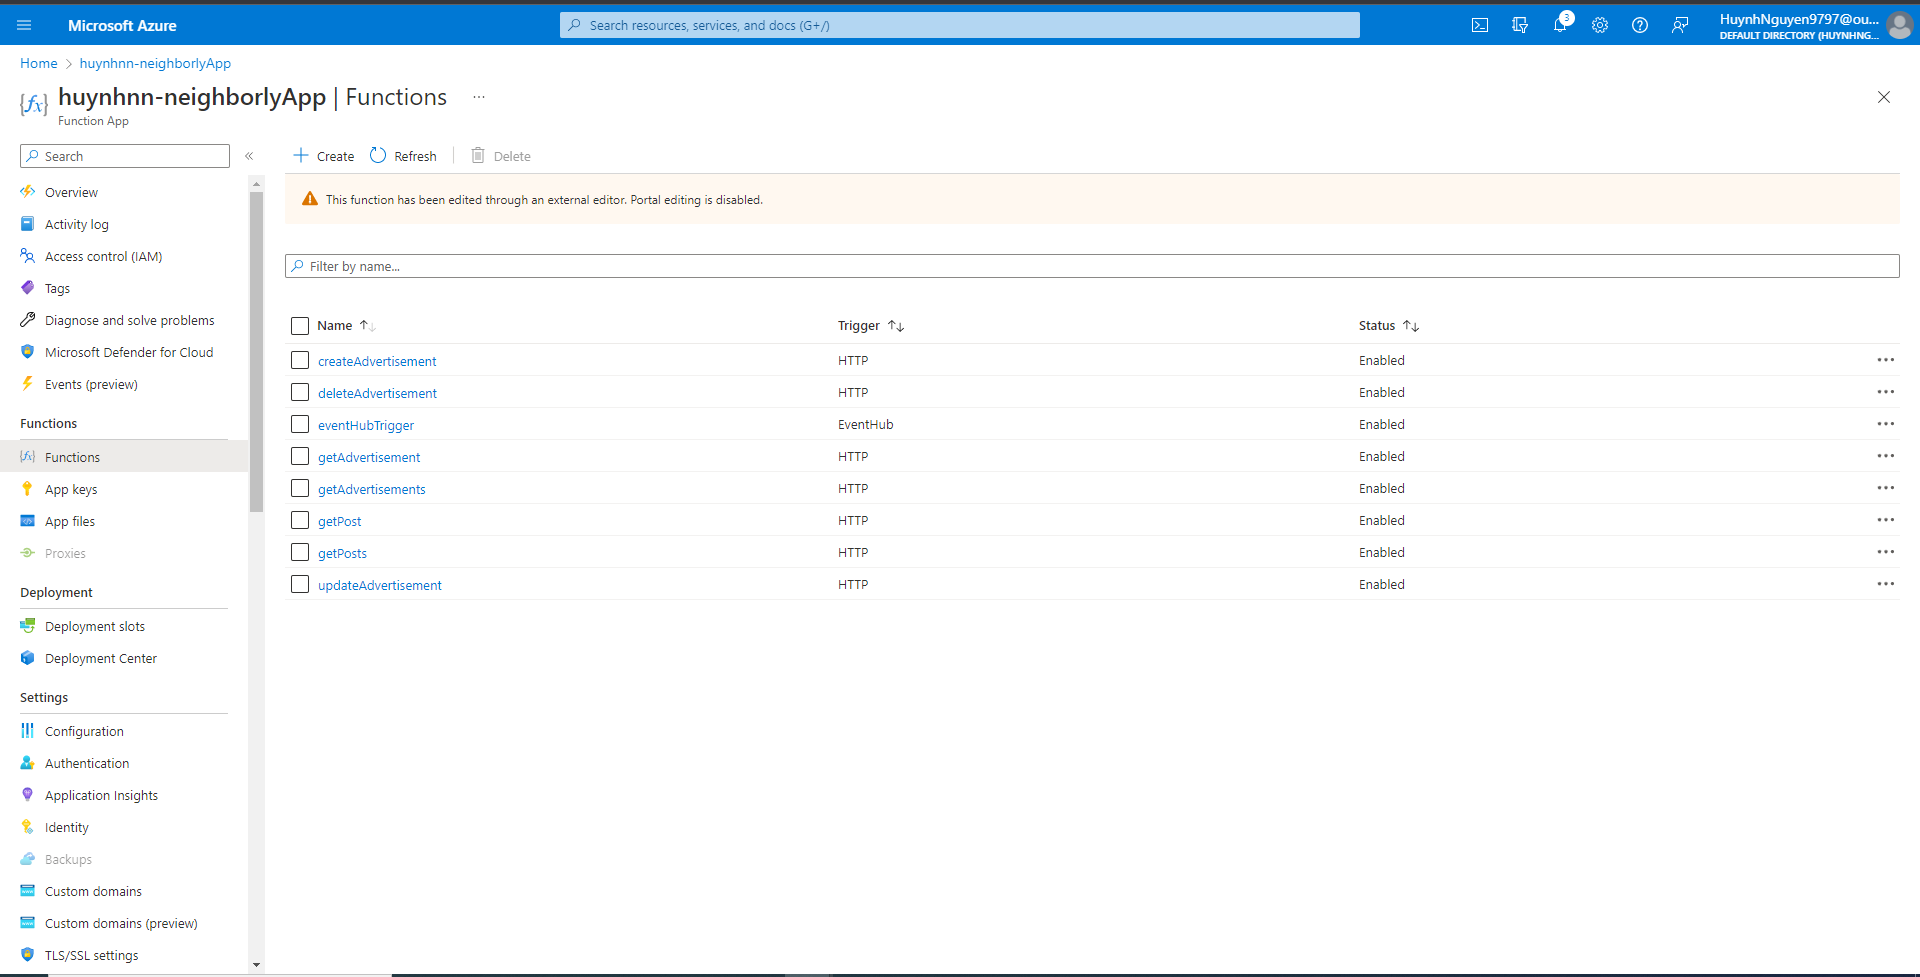 Microsoft Azure
Search resources, services, and docs (G+/)
3
HuynhNguyen9797@ou...
DEFAULT DIRECTORY (HUYNHNG...
Home > huynhnn-neighborlyApp
{fx}
huynhnn-neighborlyApp | Functions ...
Function App
Search
«
Create
Refresh
Delete
This function has been edited through an external editor. Portal editing is disabled.
Filter by name...
Name ↑↓ Trigger ↑↓ Status ↑↓
createAdvertisement HTTP Enabled ...
deleteAdvertisement HTTP Enabled ...
eventHubTrigger EventHub Enabled ...
getAdvertisement HTTP Enabled ...
getAdvertisements HTTP Enabled ...
getPost HTTP Enabled ...
getPosts HTTP Enabled ...
updateAdvertisement HTTP Enabled ...
Overview
Activity log
Access control (IAM)
Tags
Diagnose and solve problems
Microsoft Defender for Cloud
Events (preview)
Functions
Functions
App keys
App files
Proxies
Deployment
Deployment slots
Deployment Center
Settings
Configuration
Authentication
Application Insights
Identity
Backups
Custom domains
Custom domains (preview)
TLS/SSL settings